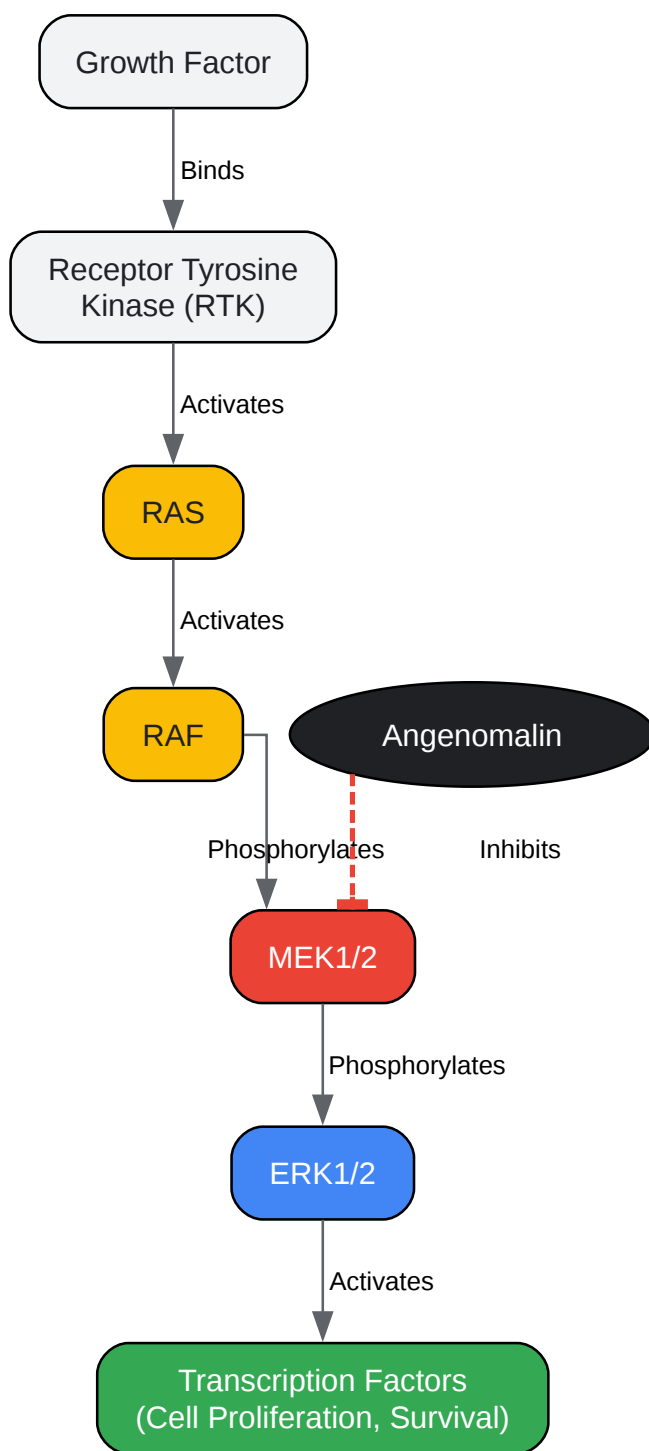 Growth Factor
Binds
Receptor Tyrosine
Kinase (RTK)
Activates
RAS
Activates
RAF
Angenomalin
Phosphorylates
Inhibits
MEK1/2
Phosphorylates
ERK1/2
Activates
Transcription Factors
(Cell Proliferation, Survival)